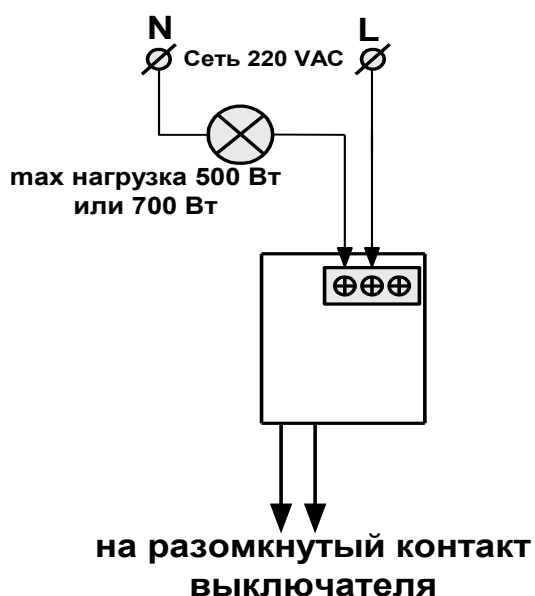 N L
Сеть 220 VAC
max нагрузка 500 Вт
или 700 Вт
на разомкнутый контакт
выключателя